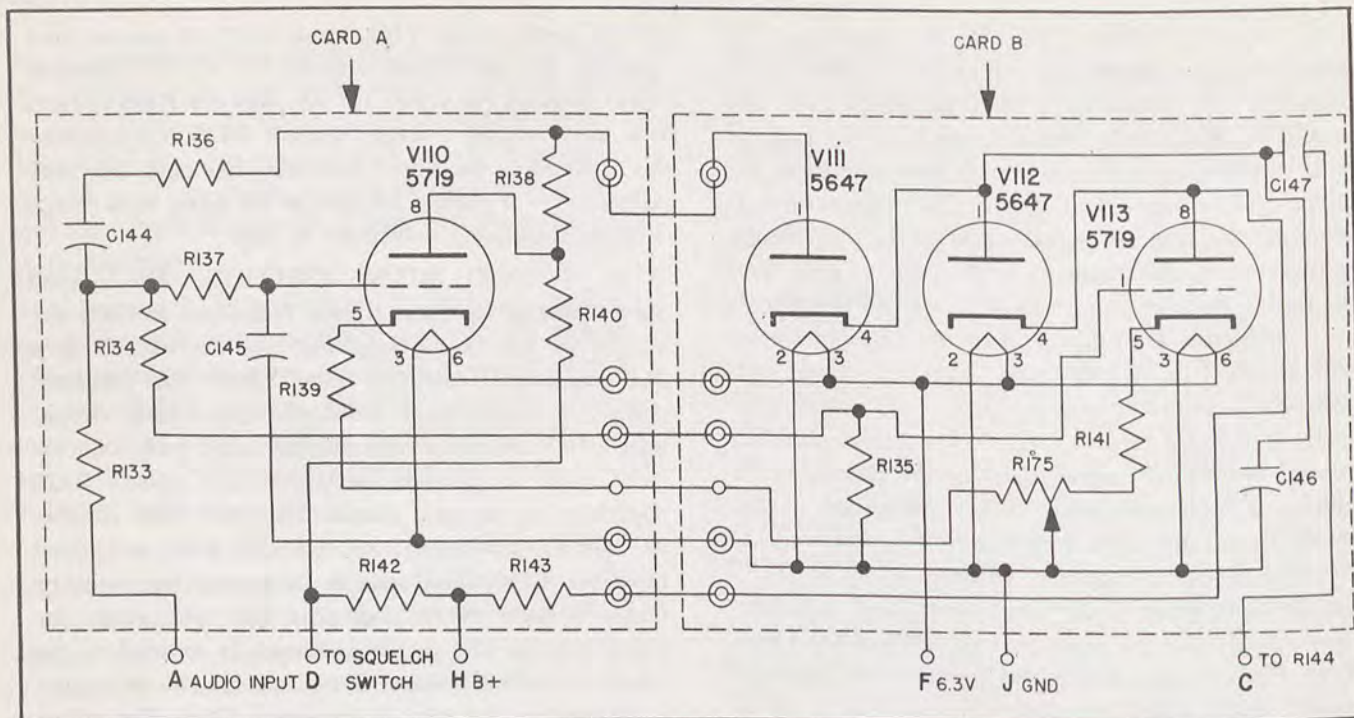 CARD A
CARD B
R136
V110
5719
R138
8
V111
5647
V112
5647
V113
5719
C147
C144
R137
1
1
8
1
5
R134
C145
R139
3
6
R140
4
4
5
2
3
2
3
3
6
R133
R135
R175
R141
C146
R142
R143
A AUDIO INPUT
D TO SQUELCH SWITCH
H B+
F 6.3V
J GND
C TO R144